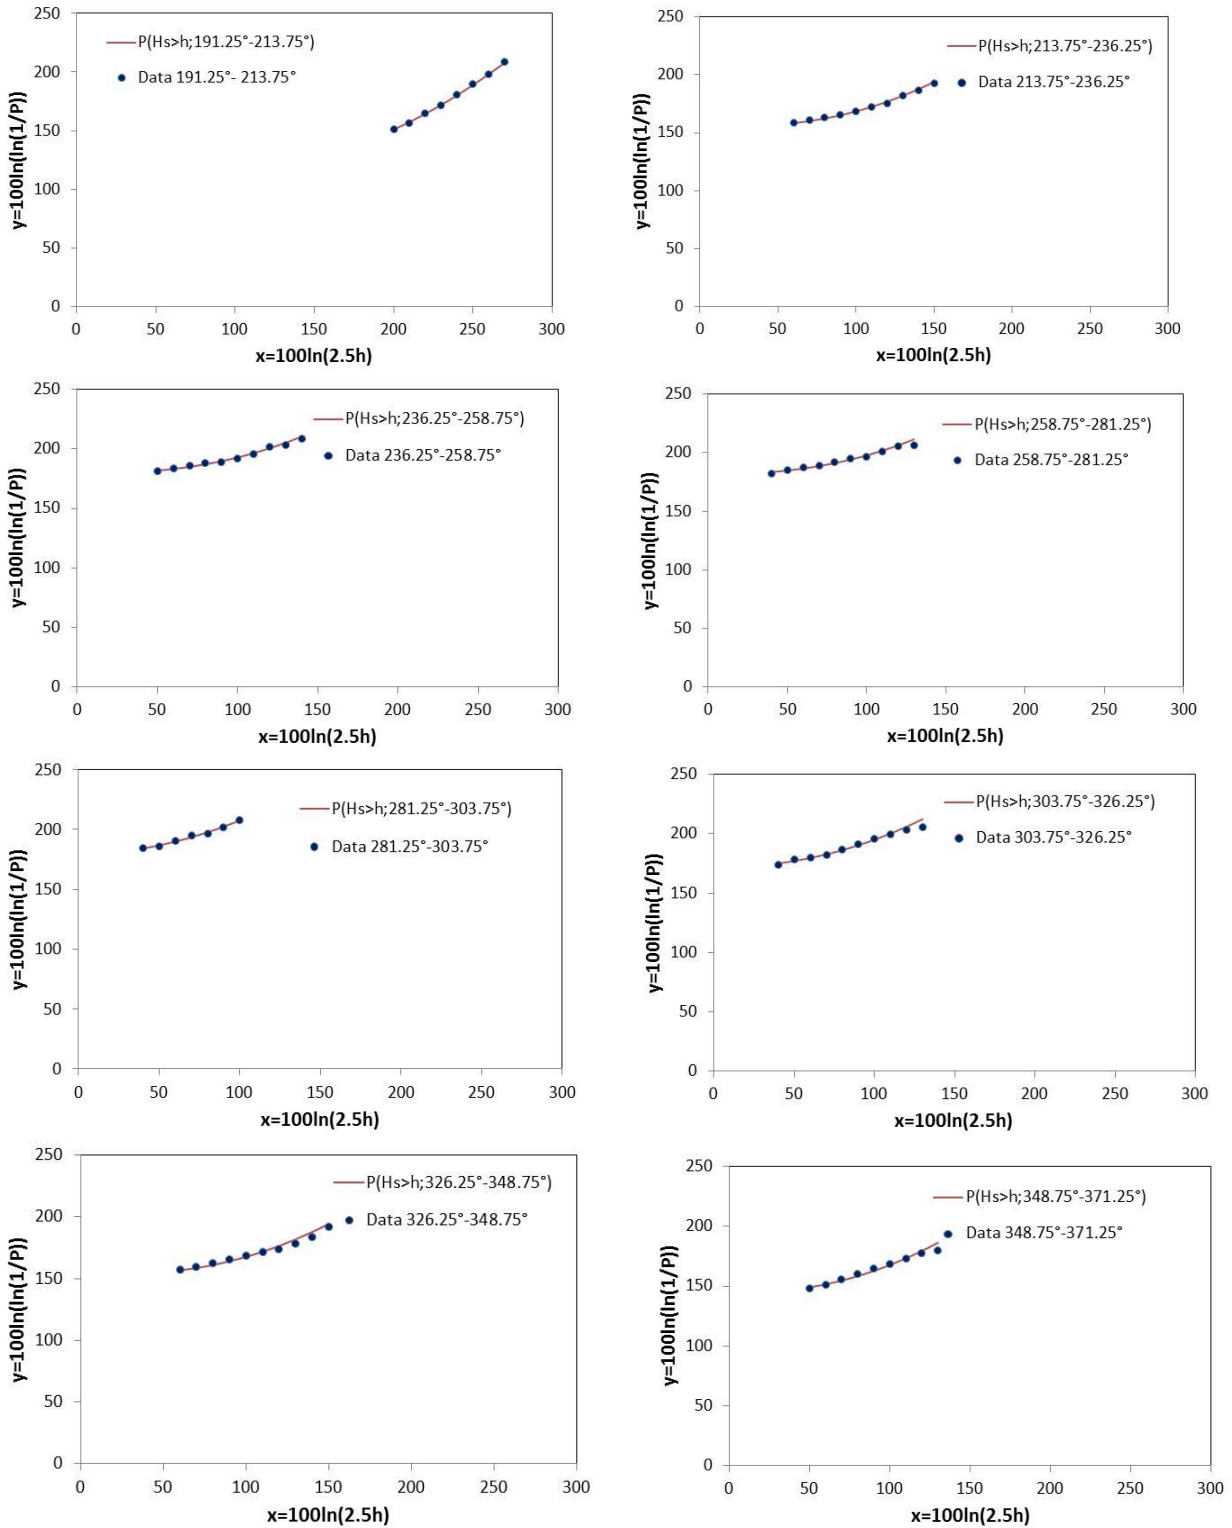 P(Hs>h;191.25°-213.75°)
Data 191.25°- 213.75°
y=100ln(ln(1/P))
250
200
150
100
50
0
0 50 100 150 200 250 300
x=100ln(2.5h)
P(Hs>h;213.75°-236.25°)
Data 213.75°-236.25°
y=100ln(ln(1/P))
250
200
150
100
50
0
0 50 100 150 200 250 300
x=100ln(2.5h)
P(Hs>h;236.25°-258.75°)
Data 236.25°-258.75°
y=100ln(ln(1/P))
250
200
150
100
50
0
0 50 100 150 200 250 300
x=100ln(2.5h)
P(Hs>h;258.75°-281.25°)
Data 258.75°-281.25°
y=100ln(ln(1/P))
250
200
150
100
50
0
0 50 100 150 200 250 300
x=100ln(2.5h)
P(Hs>h;281.25°-303.75°)
Data 281.25°-303.75°
y=100ln(ln(1/P))
250
200
150
100
50
0
0 50 100 150 200 250 300
x=100ln(2.5h)
P(Hs>h;303.75°-326.25°)
Data 303.75°-326.25°
y=100ln(ln(1/P))
250
200
150
100
50
0
0 50 100 150 200 250 300
x=100ln(2.5h)
P(Hs>h;326.25°-348.75°)
Data 326.25°-348.75°
y=100ln(ln(1/P))
250
200
150
100
50
0
0 50 100 150 200 250 300
x=100ln(2.5h)
P(Hs>h;348.75°-371.25°)
Data 348.75°-371.25°
y=100ln(ln(1/P))
250
200
150
100
50
0
0 50 100 150 200 250 300
x=100ln(2.5h)